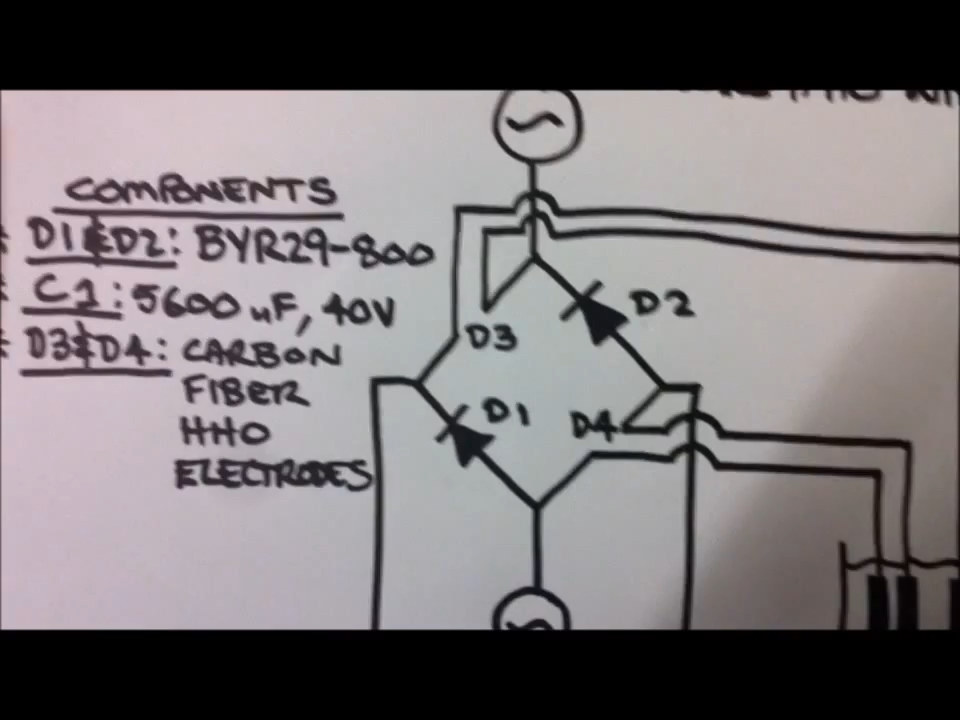 COMPONENTS
D1&D2: BYR29-800
C1: 5600uF, 40V
D3&D4: CARBON
FIBER
HHO
ELECTRODES
D2
D3
D1
D4